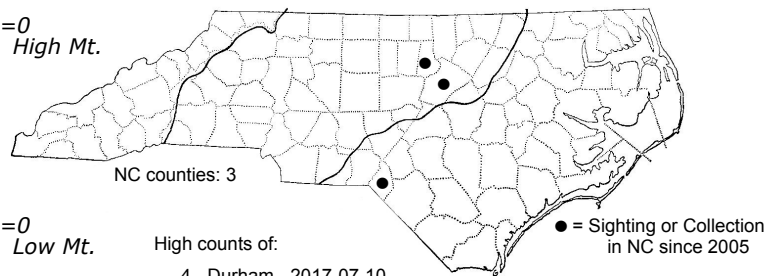 =0
High Mt.
NC counties: 3
=0
Low Mt.
High counts of:
● = Sighting or Collection
in NC since 2005
4 - Durham - 2017-07-10